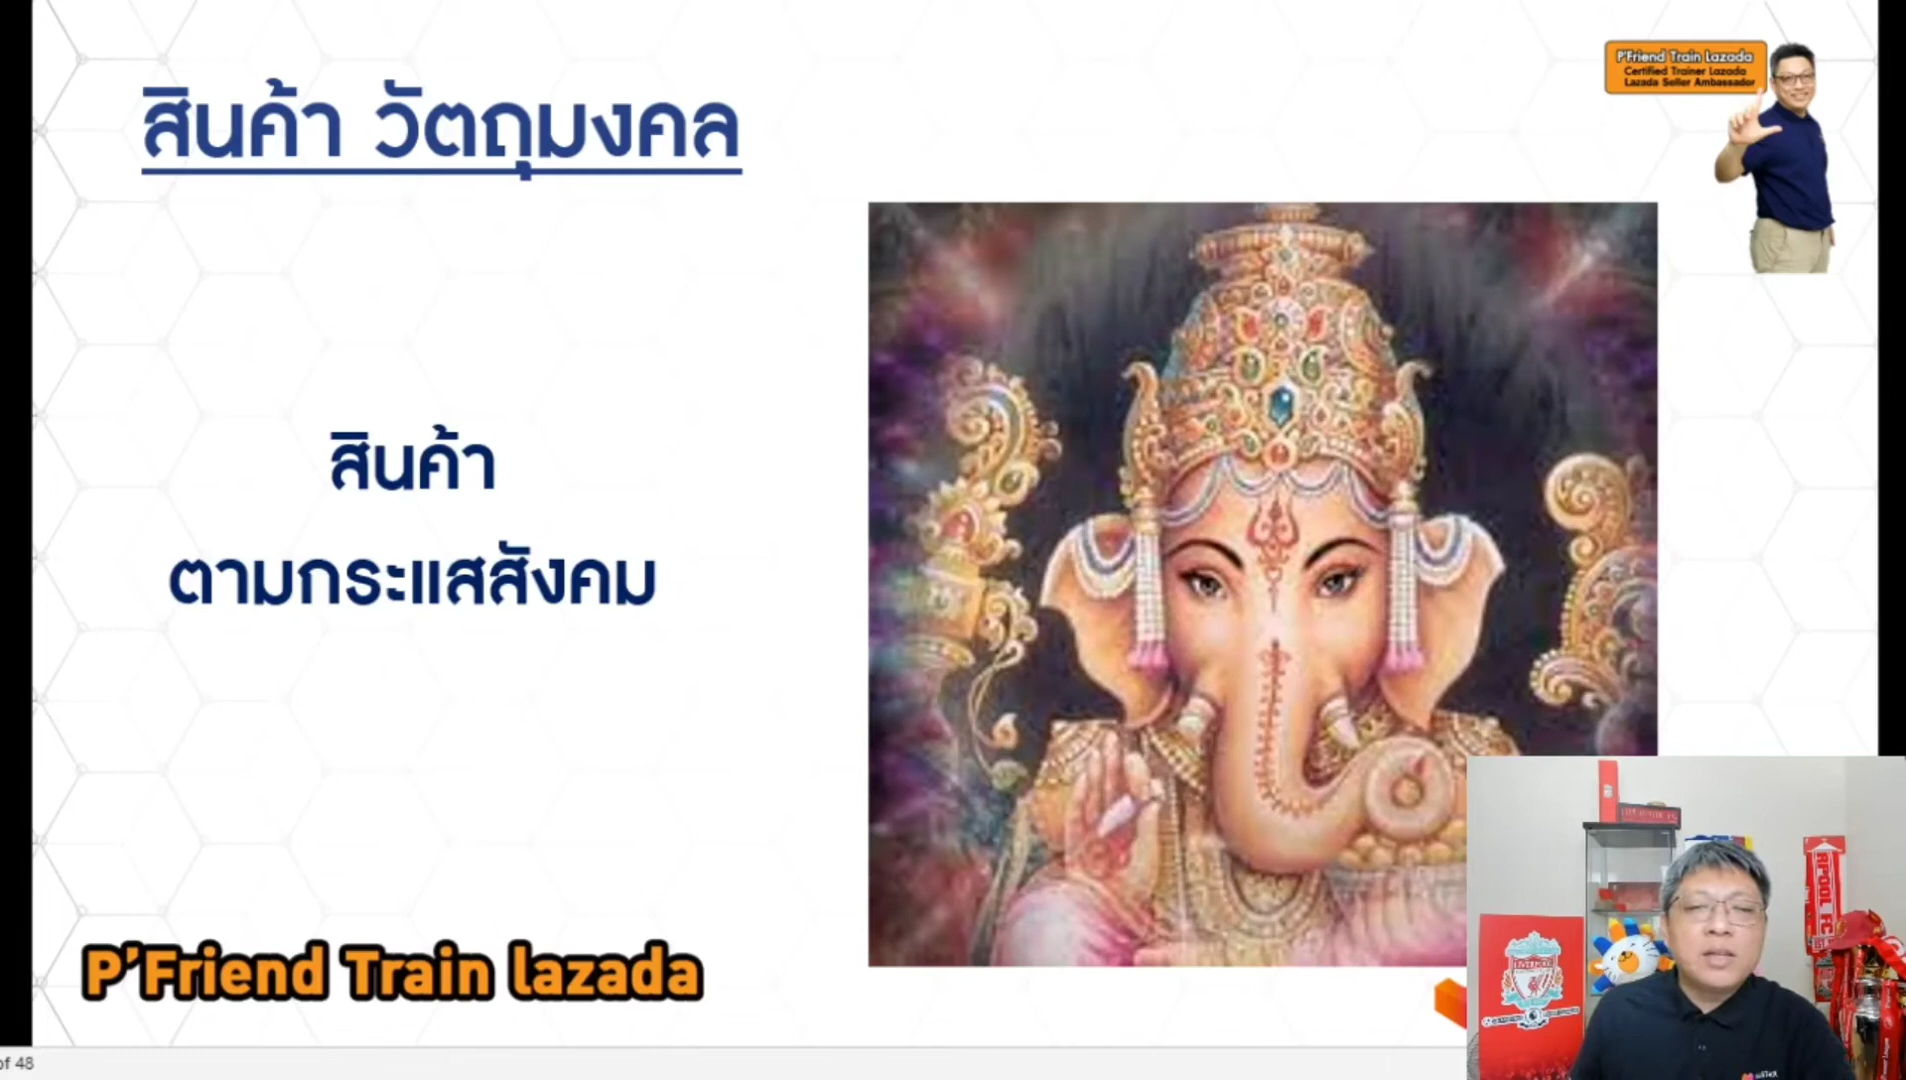 สินค้า วัตถุมงคล
P'Friend Train Lazada
Certified Trainer Lazada
Lazada Seller Ambassador
สินค้า
ตามกระแสสังคม
P'Friend Train lazada
of 48
LIVERPOOL